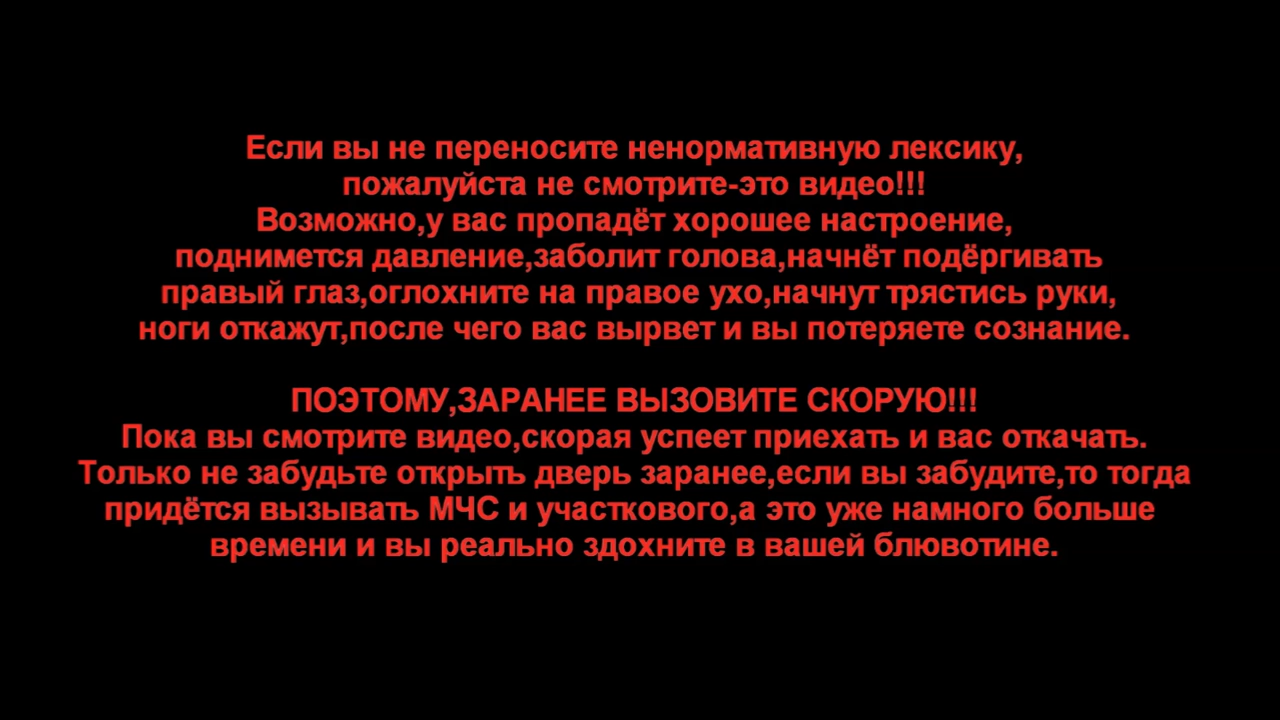 Если вы не переносите ненормативную лексику,
пожалуйста не смотрите-это видео!!!
Возможно,у вас пропадёт хорошее настроение,
поднимется давление,заболит голова,начнёт подёргивать
правый глаз,оглохните на правое ухо,начнут трястись руки,
ноги откажут,после чего вас вырвет и вы потеряете сознание.
ПОЭТОМУ,ЗАРАНЕЕ ВЫЗОВИТЕ СКОРУЮ!!!
Пока вы смотрите видео,скорая успеет приехать и вас откачать.
Только не забудьте открыть дверь заранее,если вы забудите,то тогда
придётся вызывать МЧС и участкового,а это уже намного больше
времени и вы реально здохните в вашей блювотине.